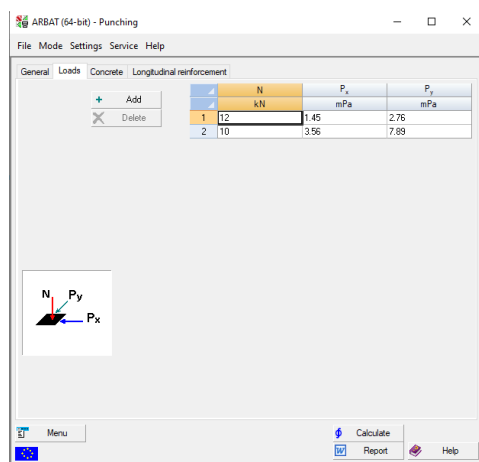 ARBAT (64-bit) - Punching
File Mode Settings Service Help
General Loads Concrete Longitudinal reinforcement
Add
Delete
N Px Py
kN mPa mPa
1 12 1.45 2.76
2 10 3.56 7.89
N Py
Px
Menu
Calculate
W Report Help